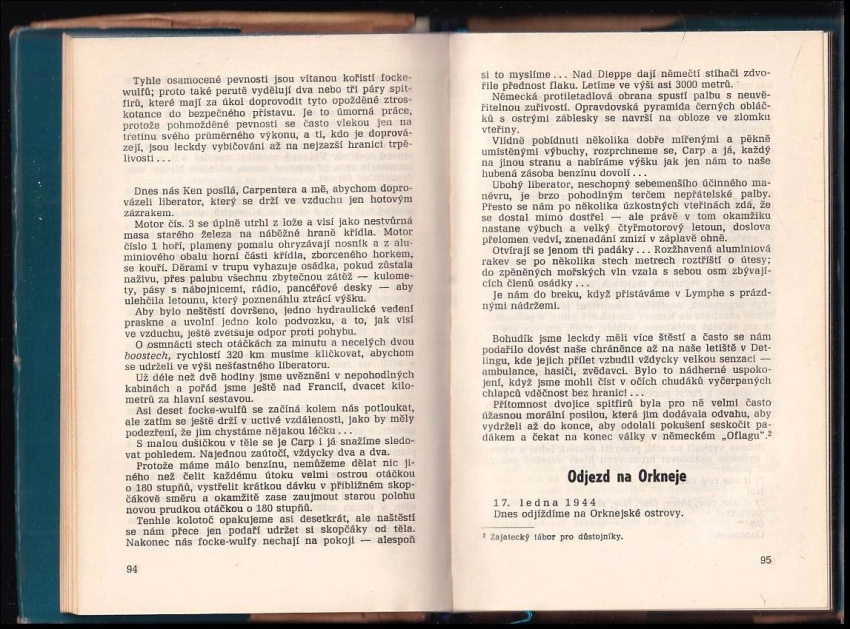 Tyhle osamocené pevnosti jsou vítanou kořistí focke-
wulfů; proto také perutě vydělují dva nebo tři páry spit-
firů, které mají za úkol doprovodit tyto opožděné ztros-
kotance do bezpečného přístavu. Je to úmorná práce,
protože pohmožděné pevnosti se často vlekou jen na
třetinu svého průměrného výkonu, a ti, kdo je doprová-
zejí, jsou leckdy vybičováni až na nejzazší hranici trpě-
livosti...
Dnes nás Ken posílá, Carpentera a mě, abychom dopro-
vázeli liberator, který se drží ve vzduchu jen hotovým
zázrakem.
Motor čís. 3 se úplně utrhl z lože a visí jako nestvůrná
masa starého železa na náběžné hraně křídla. Motor
číslo 1 hoří, plameny pomalu ohryzávají nosník a z alu-
miniového obalu horní části křídla, zborceného horkem,
se kouří. Děrami v trupu vyhazuje osádka, pokud zůstala
naživu, přes palubu všechnu zbytečnou zátěž — kulome-
ty, pásy s nábojnicemi, rádio, pancéřové desky — aby
ulehčila letounu, který poznenáhlu ztrácí výšku.
Aby bylo neštěstí dovršeno, jedno hydraulické vedení
praskne a uvolní jedno kolo podvozku, a to, jak visí
ve vzduchu, ještě zvětšuje odpor proti pohybu.
O osmnácti stech otáčkách za minutu a necelých dvou
boostech, rychlostí 320 km musíme kličkovat, abychom
se udrželi ve výši nešťastného liberatoru.
Už déle než dvě hodiny jsme uvězněni v nepohodlných
kabinách a pořád jsme ještě nad Francií, dvacet kilo-
metrů za hlavní sestavou.
Asi deset focke-wulfů se začíná kolem nás potloukat,
ale zatím se ještě drží v uctivé vzdálenosti, jako by měly
podezření, že jim chystáme nějakou léčku...
S malou dušičkou v těle se je Carp i já snažíme sledo-
vat pohledem. Najednou zaútočí, vždycky dva a dva.
Protože máme málo benzínu, nemůžeme dělat nic ji-
ného než čelit každému útoku velmi ostrou otáčkou
o 180 stupňů, vystřelit krátkou dávku v přibližném skop-
čákově směru a okamžitě zase zaujmout starou polohu
novou prudkou otáčkou o 180 stupňů.
Tenhle kolotoč opakujeme asi desetkrát, ale naštěstí
se nám přece jen podaří udržet si skopčáky od těla.
Nakonec nás focke-wulfy nechají na pokoji — alespoň
94
si to myslíme... Nad Dieppe dají němečtí stíhači zdvo-
řile přednost flaku. Letíme ve výši asi 3000 metrů.
Německá protiletadlová obrana spustí palbu s neuvě-
řitelnou zuřivostí. Opravdovská pyramida černých obláč-
ků s ostrými záblesky se navrší na obloze ve zlomku
vteřiny.
Vlídně pobídnuti několika dobře mířenými a pěkně
umístěnými výbuchy, rozprchneme se, Carp a já, každý
na jinou stranu a nabíráme výšku jak jen nám to naše
hubená zásoba benzínu dovolí...
Ubohý liberator, neschopný sebemenšího účinného ma-
névru, je brzo pohodlným terčem nepřátelské palby.
Přesto se nám po několika úzkostných vteřinách zdá, že
se dostal mimo dostřel — ale právě v tom okamžiku
nastane výbuch a velký čtyřmotorový letoun, doslova
přelomen vedví, znenadání zmizí v záplavě ohně.
Otvírají se jenom tři padáky... Rozžhavená aluminiová
rakev se po několika stech metrech roztříští o útesy;
do zpěněných mořských vln vzala s sebou osm zbývají-
cích členů osádky...
Je nám do breku, když přistáváme v Lymphe s prázd-
nými nádržemi.
Bohudík jsme leckdy měli více štěstí a často se nám
podařilo dovést naše chráněnce až na naše letiště v Det-
lingu, kde jejich přílet vzbudil vždycky velkou senzaci —
ambulance, hasiči, zvědavci. Bylo to nádherné uspoko-
jení, když jsme mohli číst v očích chudáků vyčerpaných
chlapců vděčnost bez hranic!...
Přítomnost dvojice spitfirů byla pro ně velmi často
úžasnou morální posilou, která jim dodávala odvahu, aby
vydrželi až do konce, aby odolali pokušení seskočit pa-
dákem a čekat na konec války v německém „Oflagu".²
Odjezd na Orkneje
17. ledna 1944
Dnes odjíždíme na Orknejské ostrovy.
² Zajatecký tábor pro důstojníky.
95